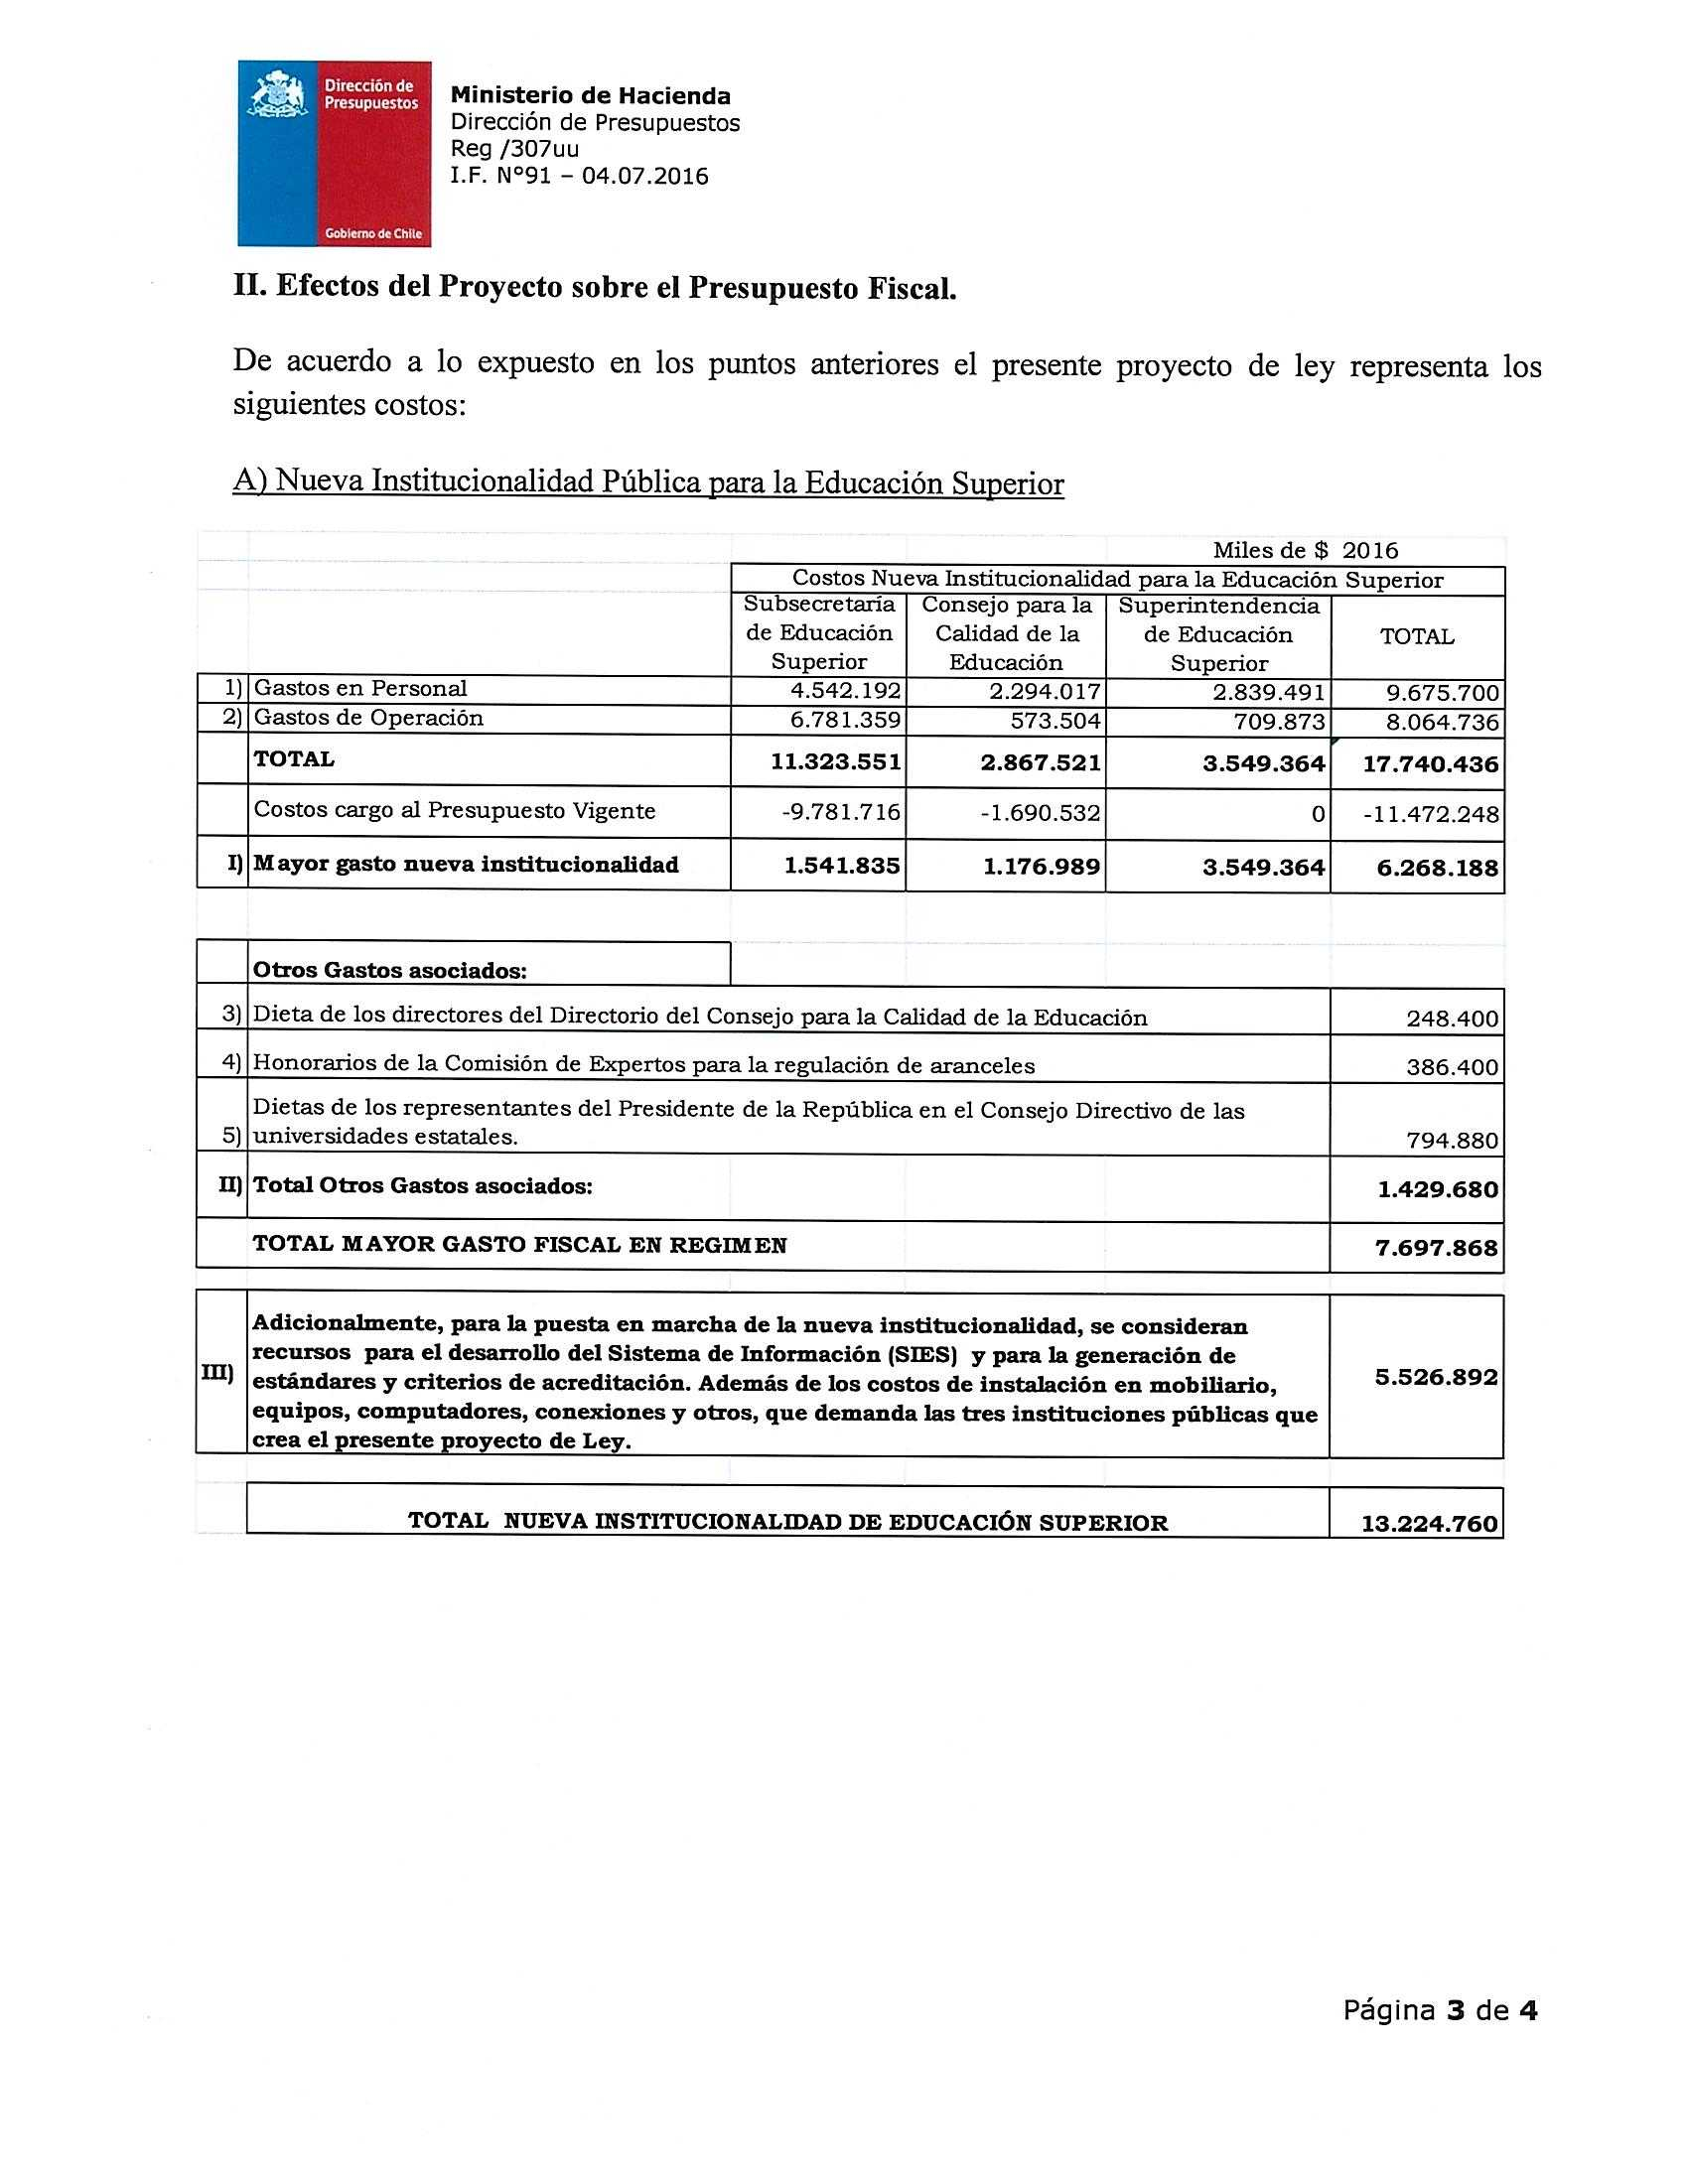 Dirección de
Presupuestos
Gobierno de Chile
Ministerio de Hacienda
Dirección de Presupuestos
Reg /307uu
I.F. N°91 – 04.07.2016
II. Efectos del Proyecto sobre el Presupuesto Fiscal.
De acuerdo a lo expuesto en los puntos anteriores el presente proyecto de ley representa los
siguientes costos:
A) Nueva Institucionalidad Pública para la Educación Superior
Miles de $ 2016
Costos Nueva Institucionalidad para la Educación Superior
Subsecretaría de Educación Superior Consejo para la Calidad de la Educación Superintendencia de Educación Superior TOTAL
1) Gastos en Personal 4.542.192 2.294.017 2.839.491 9.675.700
2) Gastos de Operación 6.781.359 573.504 709.873 8.064.736
TOTAL 11.323.551 2.867.521 3.549.364 17.740.436
Costos cargo al Presupuesto Vigente -9.781.716 -1.690.532 0 -11.472.248
I) Mayor gasto nueva institucionalidad 1.541.835 1.176.989 3.549.364 6.268.188
Otros Gastos asociados:
3) Dieta de los directores del Directorio del Consejo para la Calidad de la Educación 248.400
4) Honorarios de la Comisión de Expertos para la regulación de aranceles 386.400
Dietas de los representantes del Presidente de la República en el Consejo Directivo de las
5) universidades estatales. 794.880
II) Total Otros Gastos asociados: 1.429.680
TOTAL MAYOR GASTO FISCAL EN REGIMEN 7.697.868
Adicionalmente, para la puesta en marcha de la nueva institucionalidad, se consideran
recursos para el desarrollo del Sistema de Información (SIES) y para la generación de
III) estándares y criterios de acreditación. Además de los costos de instalación en mobiliario, 5.526.892
equipos, computadores, conexiones y otros, que demanda las tres instituciones públicas que
crea el presente proyecto de Ley.
TOTAL NUEVA INSTITUCIONALIDAD DE EDUCACIÓN SUPERIOR 13.224.760
Página 3 de 4